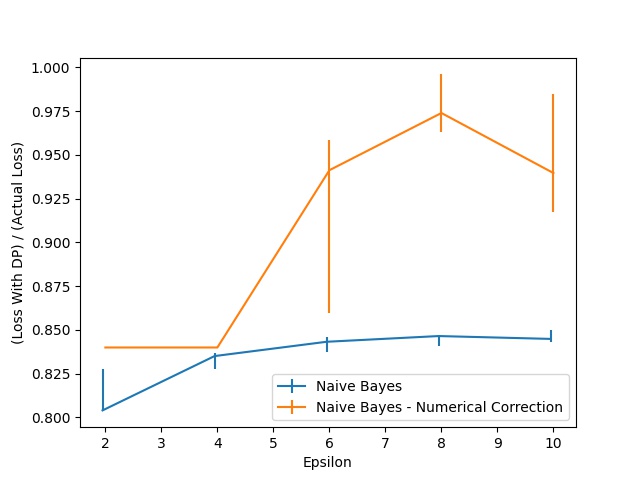 1.000
0.975
0.950
0.925
0.900
0.875
0.850
0.825
0.800
(Loss With DP) / (Actual Loss)
Naive Bayes
Naive Bayes - Numerical Correction
2 3 4 5 6 7 8 9 10
Epsilon